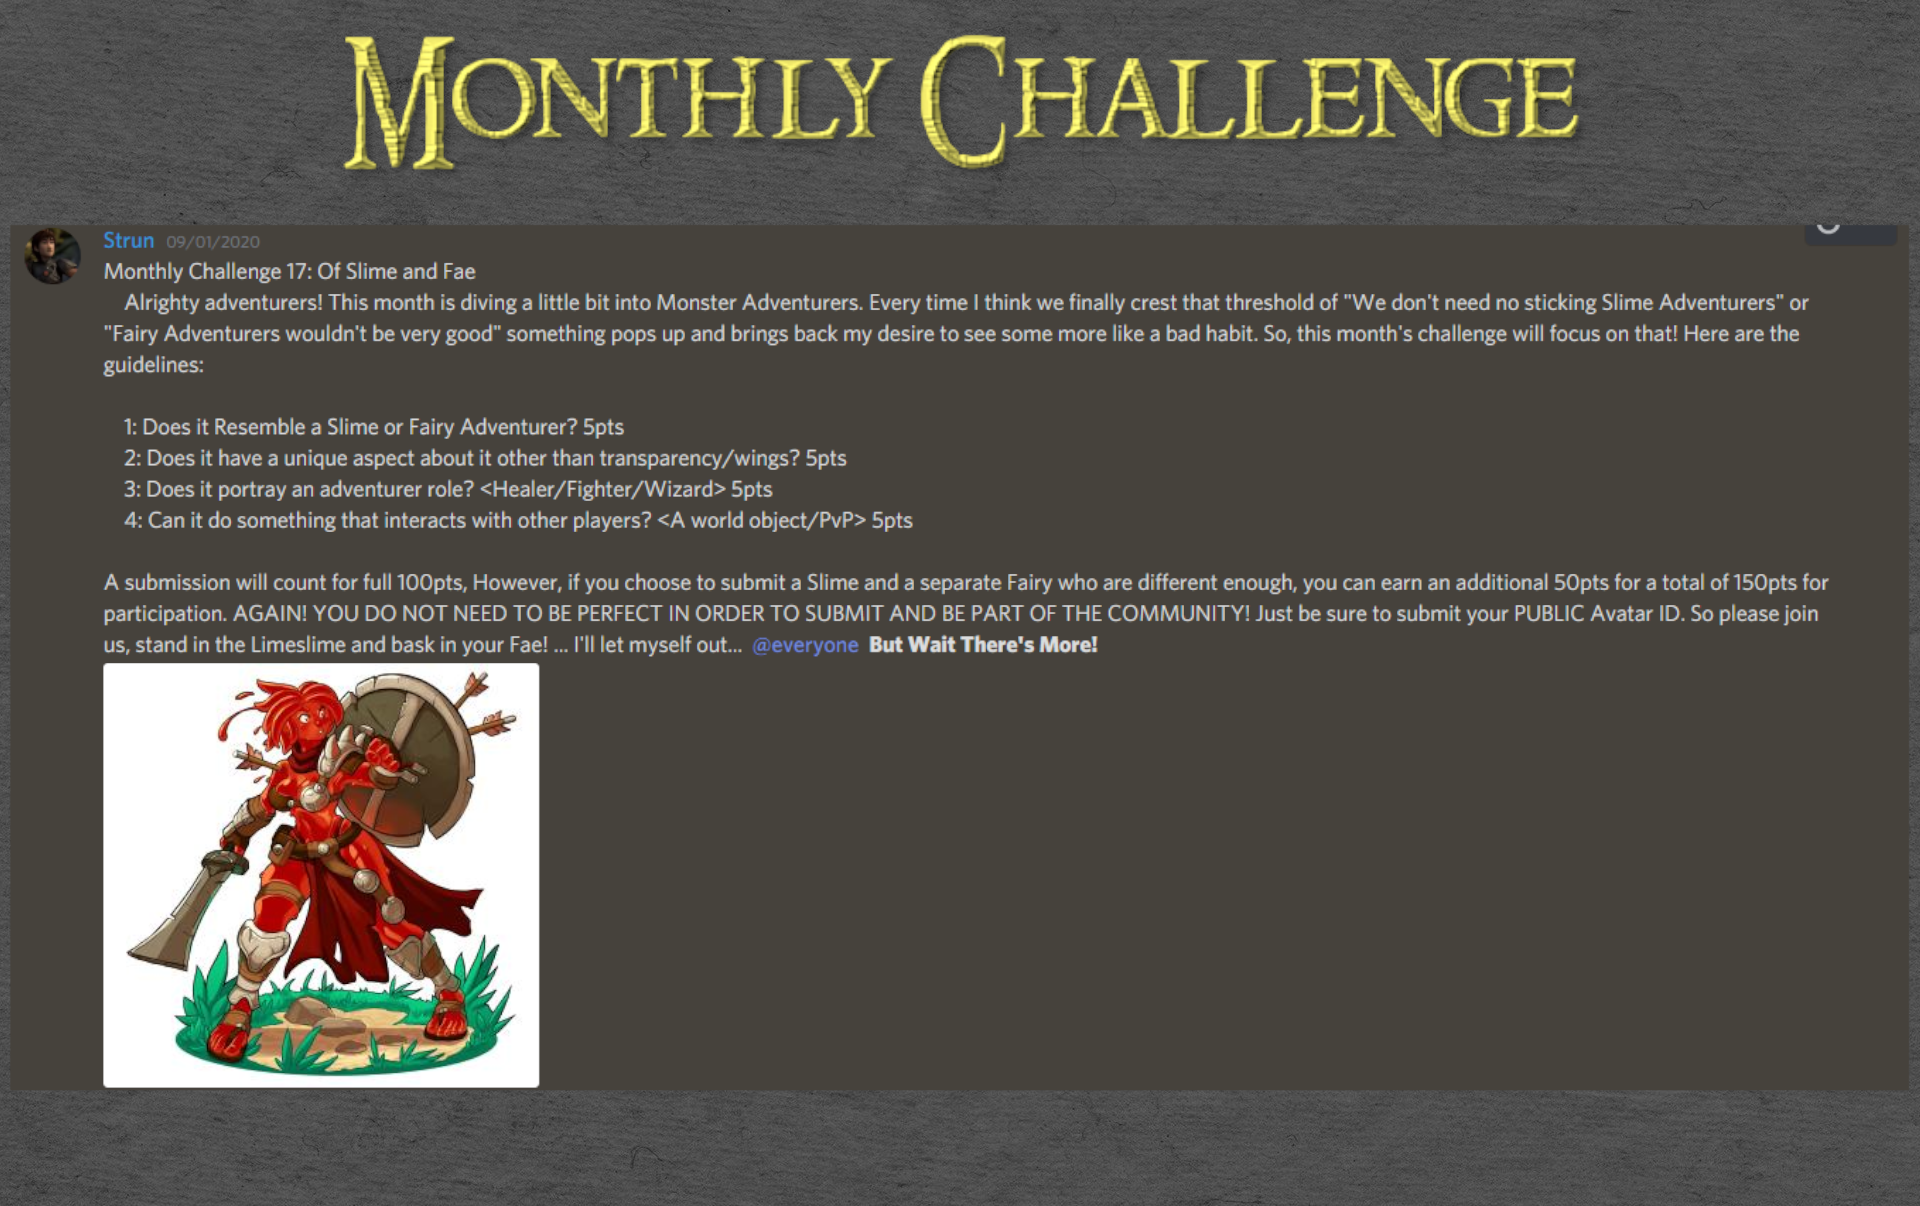 Monthly Challenge
Strun 09/01/2020
Monthly Challenge 17: Of Slime and Fae
Alrighty adventurers! This month is diving a little bit into Monster Adventurers. Every time I think we finally crest that threshold of "We don't need no sticking Slime Adventurers" or
"Fairy Adventurers wouldn't be very good" something pops up and brings back my desire to see some more like a bad habit. So, this month's challenge will focus on that! Here are the
guidelines:
1: Does it Resemble a Slime or Fairy Adventurer? 5pts
2: Does it have a unique aspect about it other than transparency/wings? 5pts
3: Does it portray an adventurer role? <Healer/Fighter/Wizard> 5pts
4: Can it do something that interacts with other players? <A world object/PvP> 5pts
A submission will count for full 100pts, However, if you choose to submit a Slime and a separate Fairy who are different enough, you can earn an additional 50pts for a total of 150pts for
participation. AGAIN! YOU DO NOT NEED TO BE PERFECT IN ORDER TO SUBMIT AND BE PART OF THE COMMUNITY! Just be sure to submit your PUBLIC Avatar ID. So please join
us, stand in the Limeslime and bask in your Fae! ... I'll let myself out... @everyone But Wait There's More!